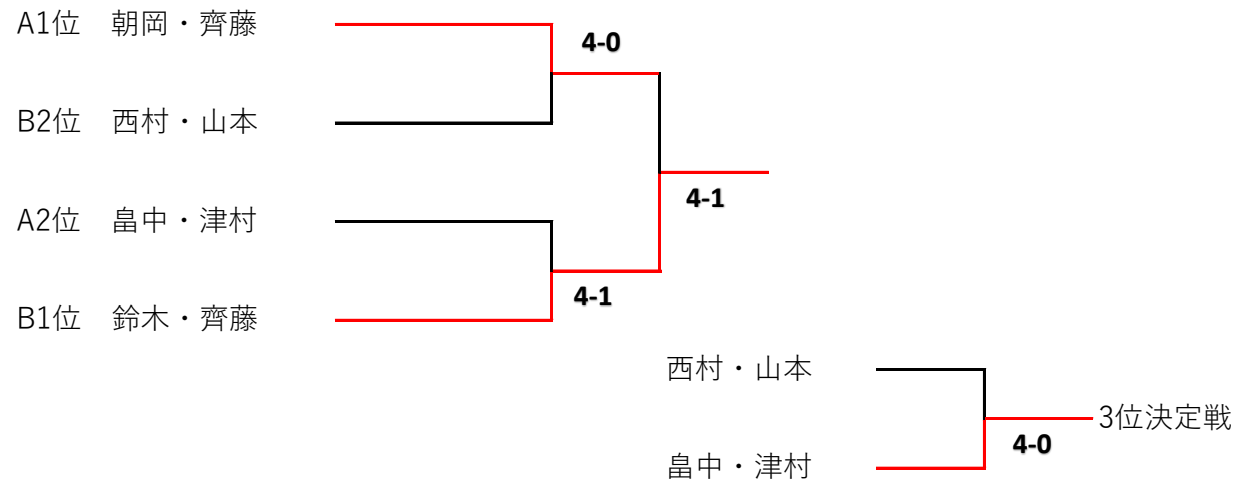 A1位 朝岡・齊藤
4-0
B2位 西村・山本
4-1
A2位 畠中・津村
4-1
B1位 鈴木・齊藤
西村・山本
3位決定戦
4-0
畠中・津村